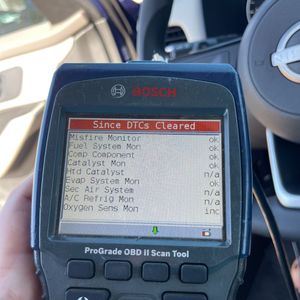 BOSCH
Since DTCs Cleared
Misfire Monitor ok
Fuel System Mon ok
Comp Component ok
Catalyst Mon ok
Htd Catalyst n/a
Evap System Mon ok
Sec Air System n/a
A/C Refrig Mon n/a
Oxygen Sens Mon inc
ProGrade OBD II Scan Tool